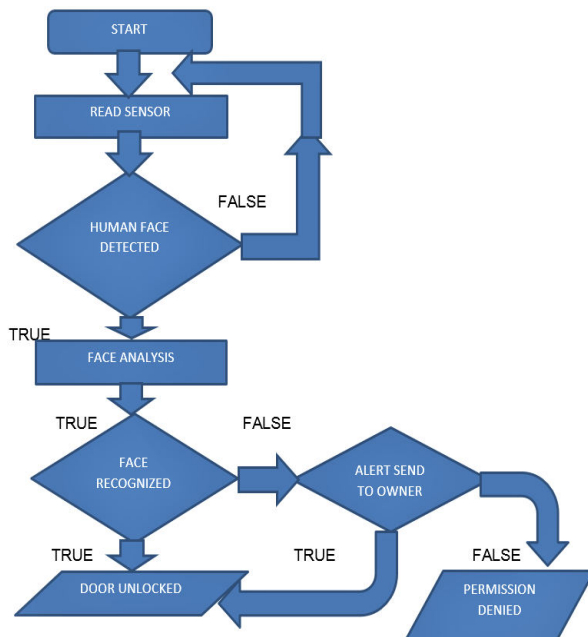 START
READ SENSOR
FALSE
HUMAN FACE
DETECTED
TRUE
FACE ANALYSIS
TRUE
FALSE
FACE
RECOGNIZED
ALERT SEND
TO OWNER
TRUE
TRUE
FALSE
DOOR UNLOCKED
PERMISSION
DENIED